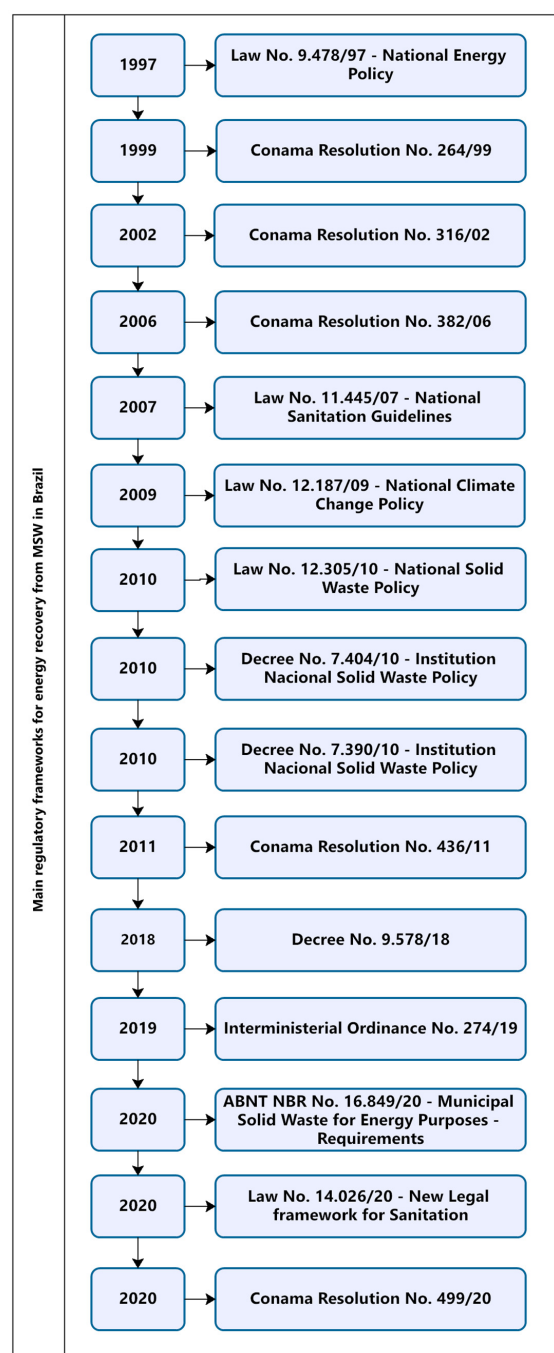 Main regulatory frameworks for energy recovery from MSW in Brazil
1997
Law No. 9.478/97 - National Energy
Policy
1999
Conama Resolution No. 264/99
2002
Conama Resolution No. 316/02
2006
Conama Resolution No. 382/06
2007
Law No. 11.445/07 - National
Sanitation Guidelines
2009
Law No. 12.187/09 - National Climate
Change Policy
2010
Law No. 12.305/10 - National Solid
Waste Policy
2010
Decree No. 7.404/10 - Institution
Nacional Solid Waste Policy
2010
Decree No. 7.390/10 - Institution
Nacional Solid Waste Policy
2011
Conama Resolution No. 436/11
2018
Decree No. 9.578/18
2019
Interministerial Ordinance No. 274/19
2020
ABNT NBR No. 16.849/20 - Municipal
Solid Waste for Energy Purposes -
Requirements
2020
Law No. 14.026/20 - New Legal
framework for Sanitation
2020
Conama Resolution No. 499/20